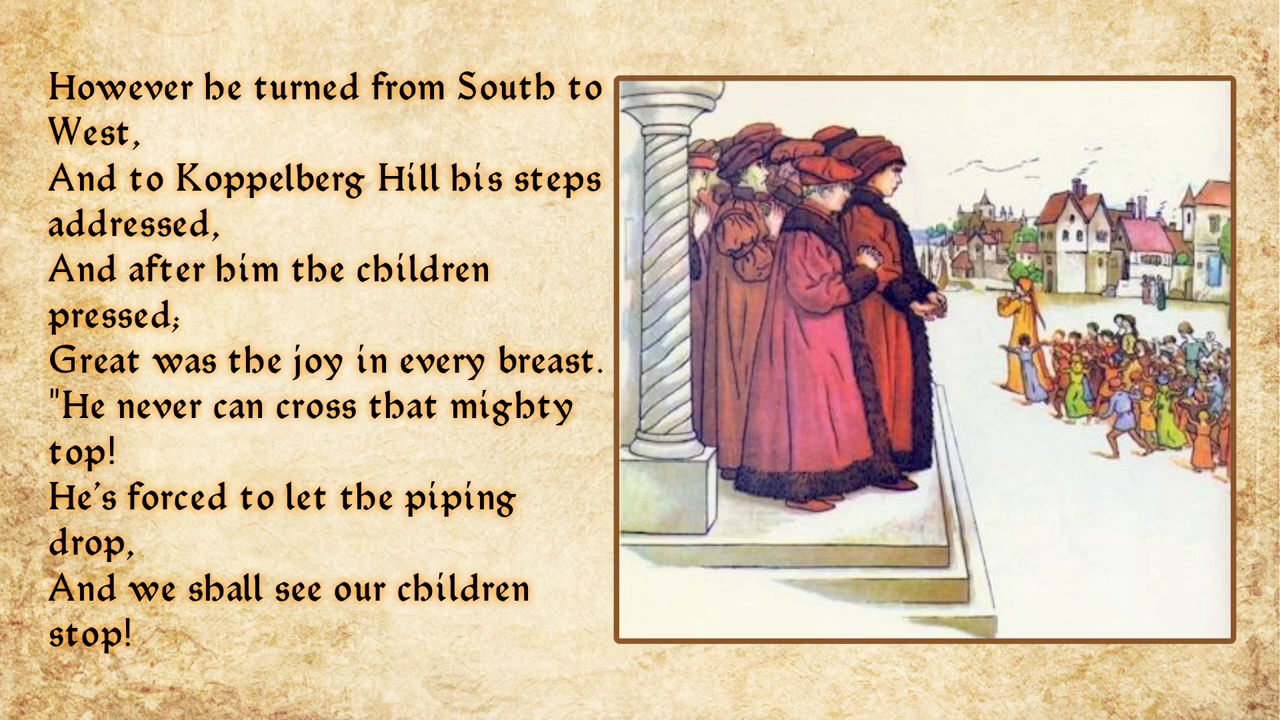 However he turned from South to
West,
And to Koppelberg Hill his steps
addressed,
And after him the children
pressed;
Great was the joy in every breast.
"He never can cross that mighty
top!
He's forced to let the piping
drop,
And we shall see our children
stop!